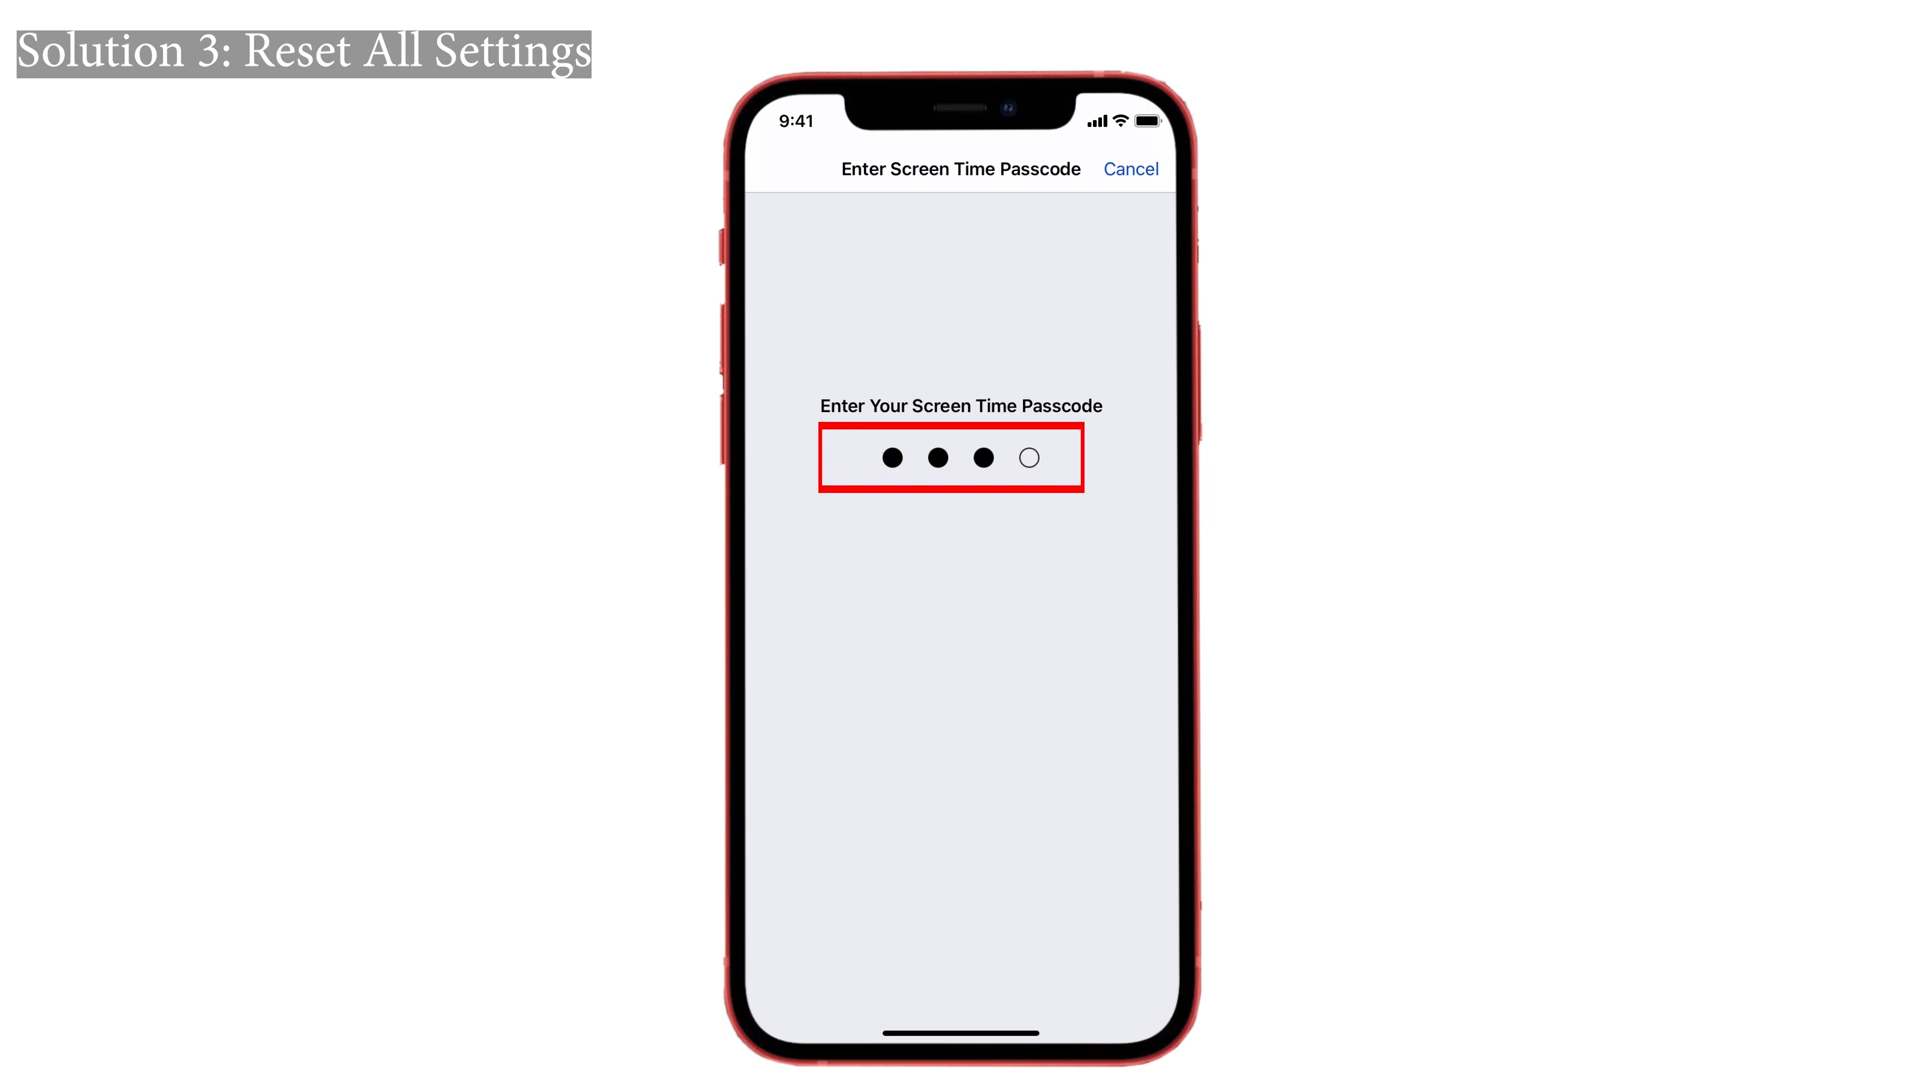 Solution 3: Reset All Settings
9:41
Enter Screen Time Passcode Cancel
Enter Your Screen Time Passcode